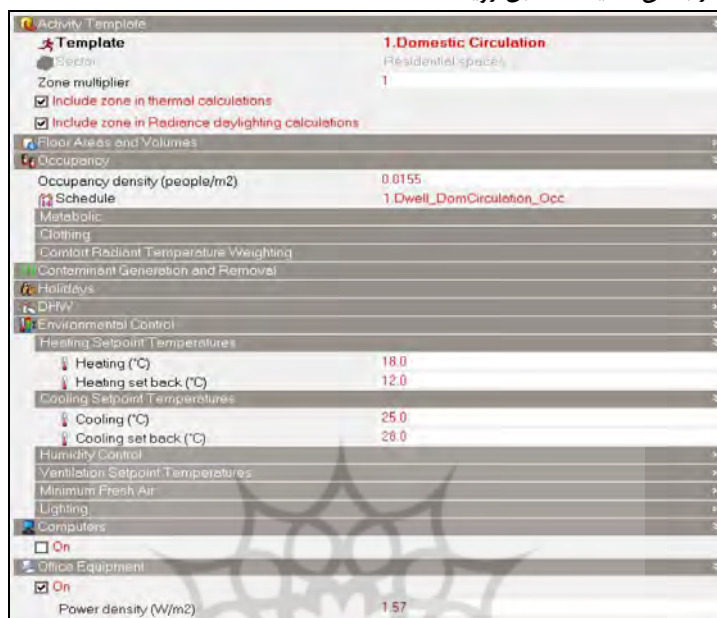 Activity Template
Template 1.Domestic Circulation
Sector Residential spaces
Zone multiplier 1
Include zone in thermal calculations
Include zone in Radiance daylighting calculations
Floor Areas and Volumes
Occupancy
Occupancy density (people/m2) 0.0155
Schedule 1.Dwell_DomCirculation_Occ
Metabolic
Clothing
Comfort Radiant Temperature Weighting
Contaminant Generation and Removal
Holidays
DHW
Environmental Control
Heating Setpoint Temperatures
Heating (°C) 18.0
Heating set back (°C) 12.0
Cooling Setpoint Temperatures
Cooling (°C) 25.0
Cooling set back (°C) 28.0
Humidity Control
Ventilation Setpoint Temperatures
Minimum Fresh Air
Lighting
Computers
On
Office Equipment
On
Power density (W/m2) 1.57